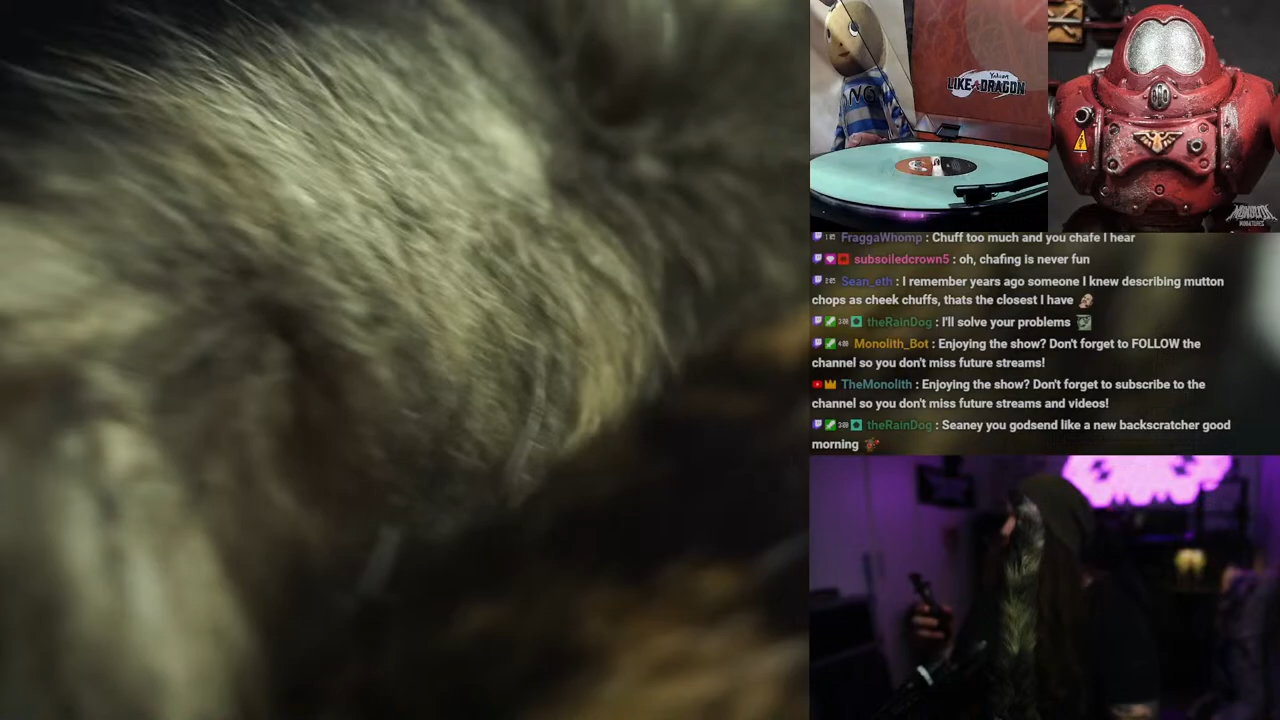 Yakuza
LIKE A DRAGON
MONOLITH
MINIATURES
FraggaWhomp : Chuff too much and you chafe I hear
subsoiledcrown5 : oh, chafing is never fun
Sean_eth : I remember years ago someone I knew describing mutton
chops as cheek chuffs, thats the closest I have
theRainDog : I'll solve your problems
Monolith_Bot : Enjoying the show? Don't forget to FOLLOW the
channel so you don't miss future streams!
TheMonolith : Enjoying the show? Don't forget to subscribe to the
channel so you don't miss future streams and videos!
theRainDog : Seaney you godsend like a new backscratcher good
morning